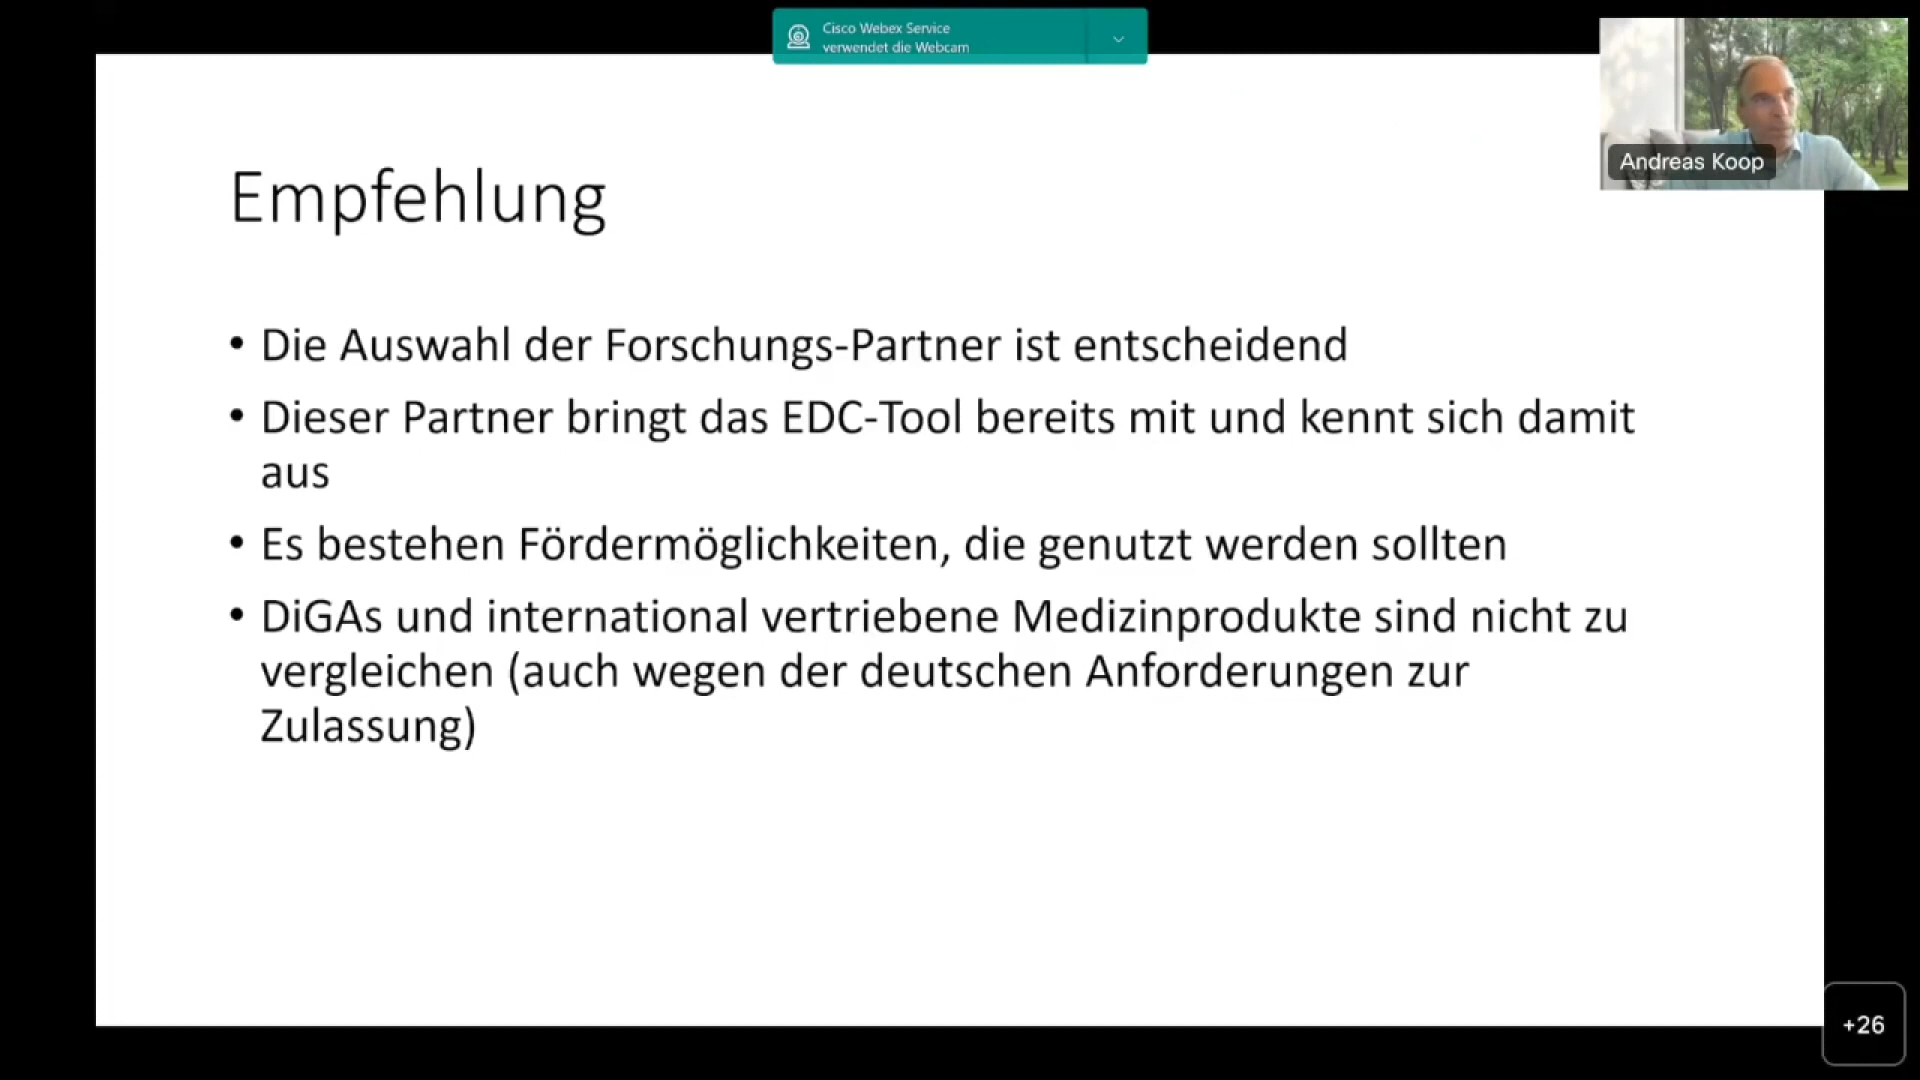 Cisco Webex Service
verwendet die Webcam
Andreas Koop
Empfehlung
• Die Auswahl der Forschungs-Partner ist entscheidend
• Dieser Partner bringt das EDC-Tool bereits mit und kennt sich damit
aus
• Es bestehen Fördermöglichkeiten, die genutzt werden sollten
• DiGAs und international vertriebene Medizinprodukte sind nicht zu
vergleichen (auch wegen der deutschen Anforderungen zur
Zulassung)
+26